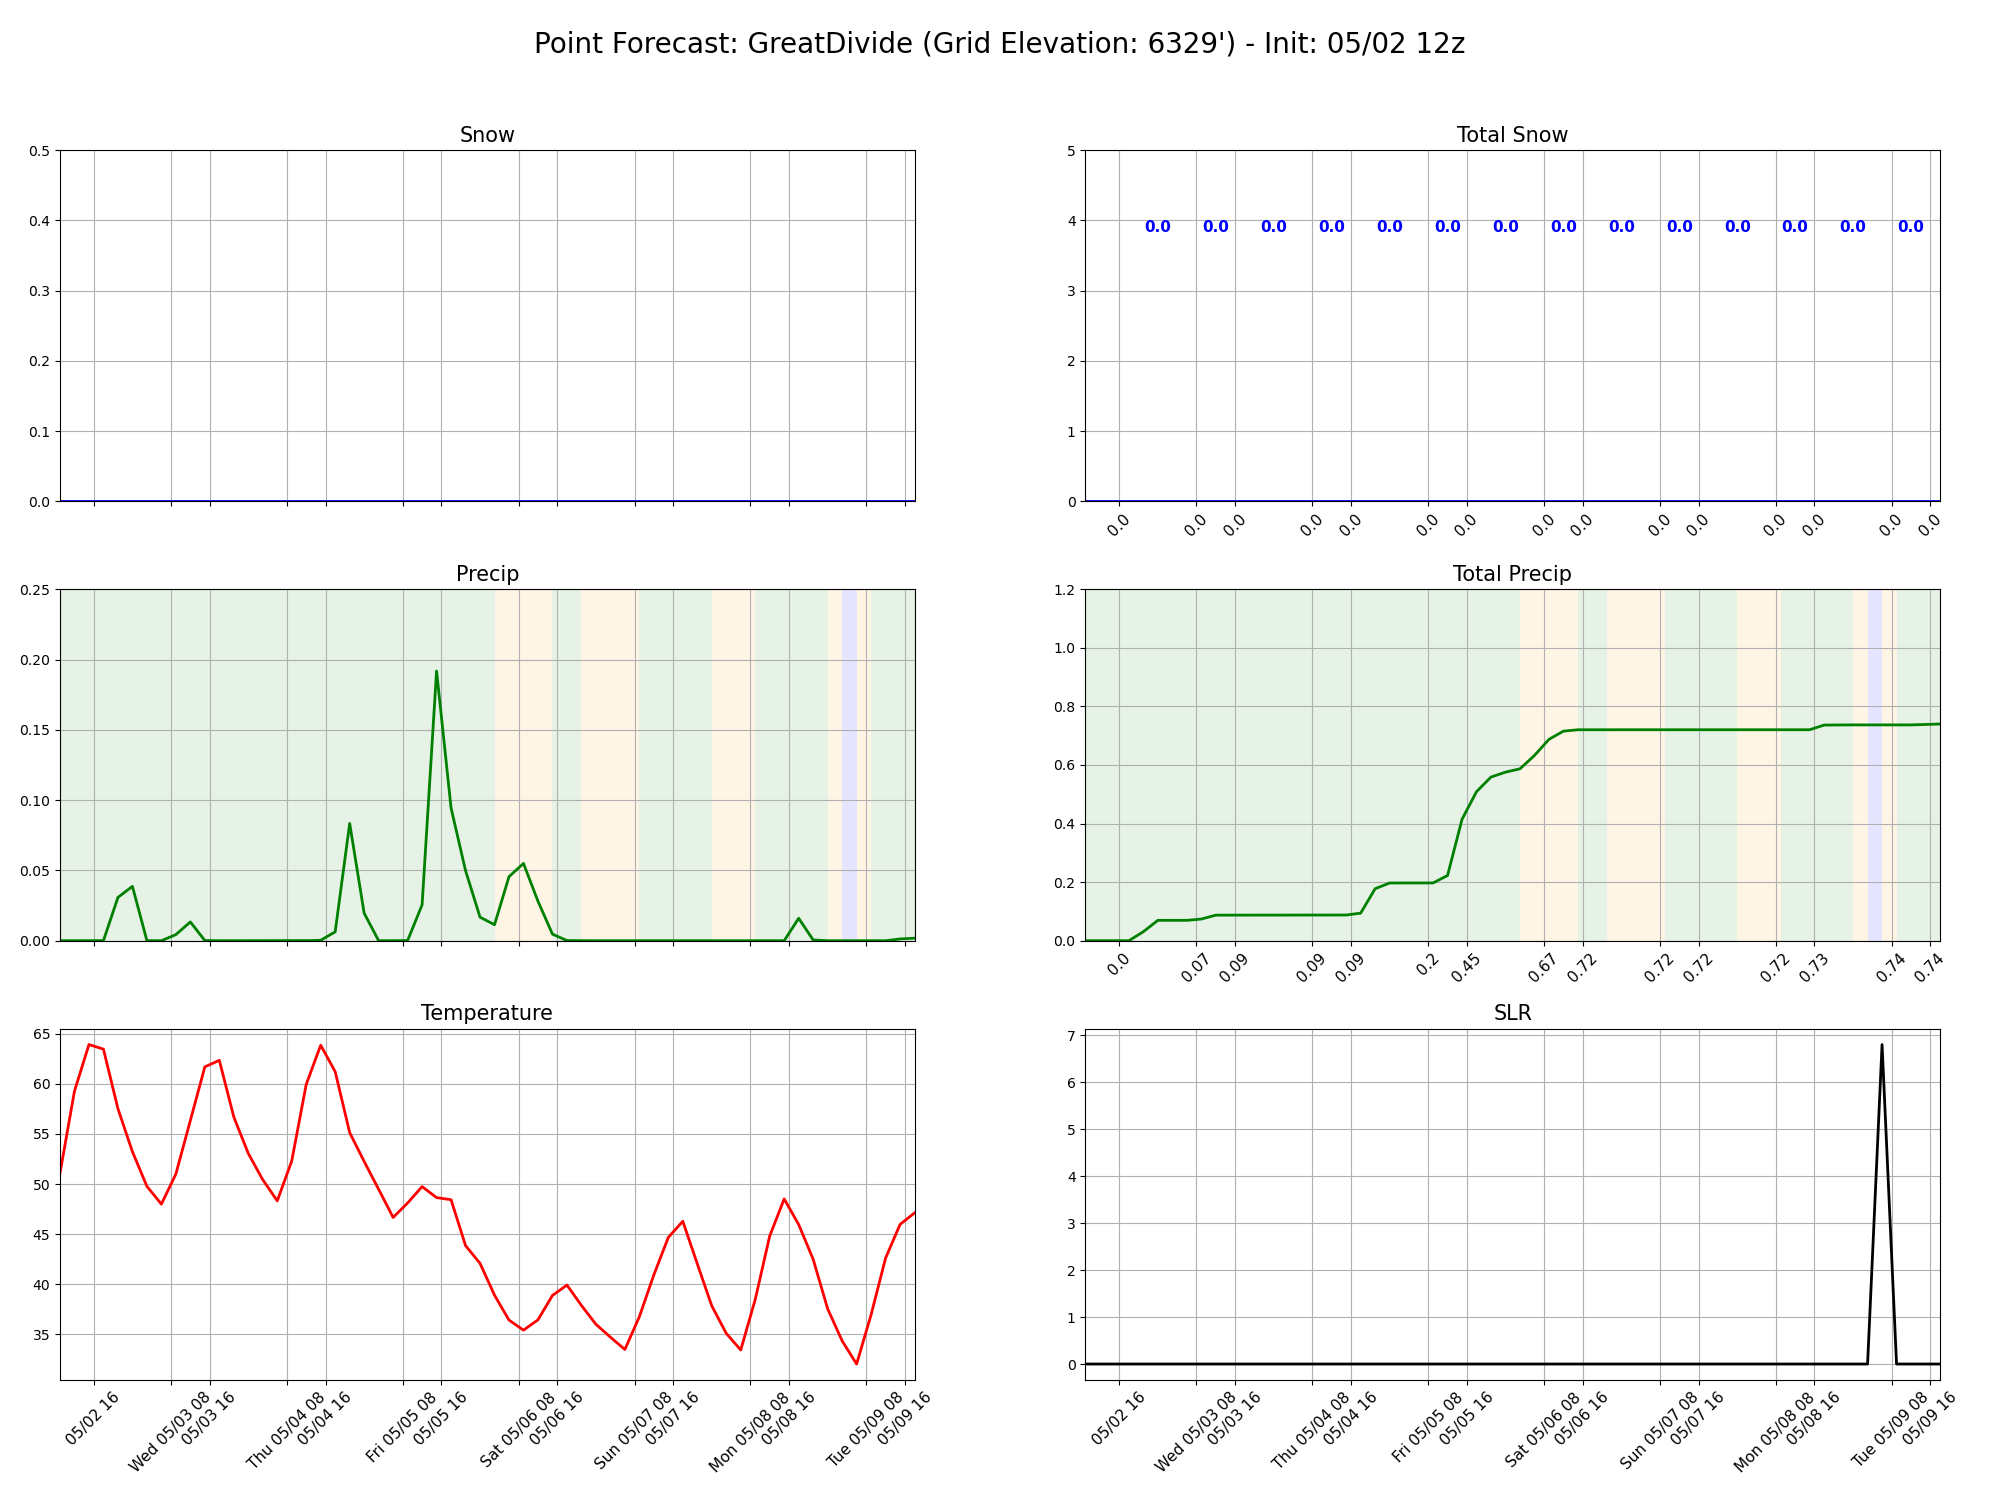 Point Forecast: GreatDivide (Grid Elevation: 6329') - Init: 05/02 12z
Snow
0.5
0.4
0.3
0.2
0.1
0.0
Total Snow
5
4
3
2
1
0
0.0 0.0 0.0 0.0 0.0 0.0 0.0 0.0 0.0 0.0 0.0 0.0 0.0 0.0
0.0 0.0 0.0 0.0 0.0 0.0 0.0 0.0 0.0 0.0 0.0 0.0 0.0 0.0 0.0
Precip
0.25
0.20
0.15
0.10
0.05
0.00
Total Precip
1.2
1.0
0.8
0.6
0.4
0.2
0.0
0.0 0.07 0.09 0.09 0.09 0.2 0.45 0.67 0.72 0.72 0.72 0.72 0.73 0.74 0.74
Temperature
65
60
55
50
45
40
35
05/02 16
Wed 05/03 08
05/03 16
Thu 05/04 08
05/04 16
Fri 05/05 08
05/05 16
Sat 05/06 08
05/06 16
Sun 05/07 08
05/07 16
Mon 05/08 08
05/08 16
Tue 05/09 08
05/09 16
SLR
7
6
5
4
3
2
1
0
05/02 16
Wed 05/03 08
05/03 16
Thu 05/04 08
05/04 16
Fri 05/05 08
05/05 16
Sat 05/06 08
05/06 16
Sun 05/07 08
05/07 16
Mon 05/08 08
05/08 16
Tue 05/09 08
05/09 16